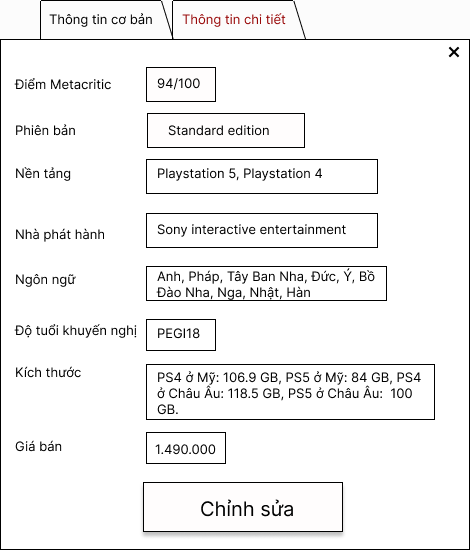 Thông tin cơ bản
Thông tin chi tiết
×
Điểm Metacritic
94/100
Phiên bản
Standard edition
Nền tảng
Playstation 5, Playstation 4
Nhà phát hành
Sony interactive entertainment
Ngôn ngữ
Anh, Pháp, Tây Ban Nha, Đức, Ý, Bồ
Đào Nha, Nga, Nhật, Hàn
Độ tuổi khuyến nghị
PEGI18
Kích thước
PS4 ở Mỹ: 106.9 GB, PS5 ở Mỹ: 84 GB, PS4
ở Châu Âu: 118.5 GB, PS5 ở Châu Âu: 100
GB.
Giá bán
1.490.000
Chỉnh sửa